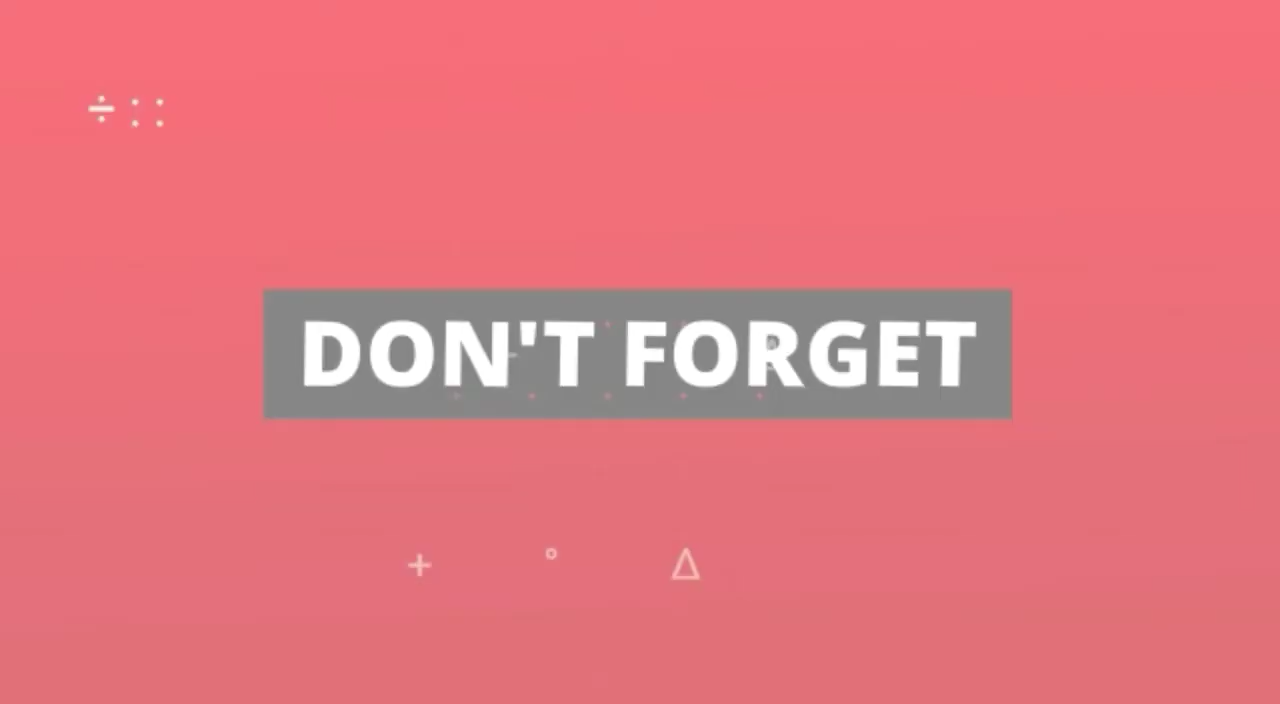 ÷ : :
DON'T FORGET
+ ° Δ